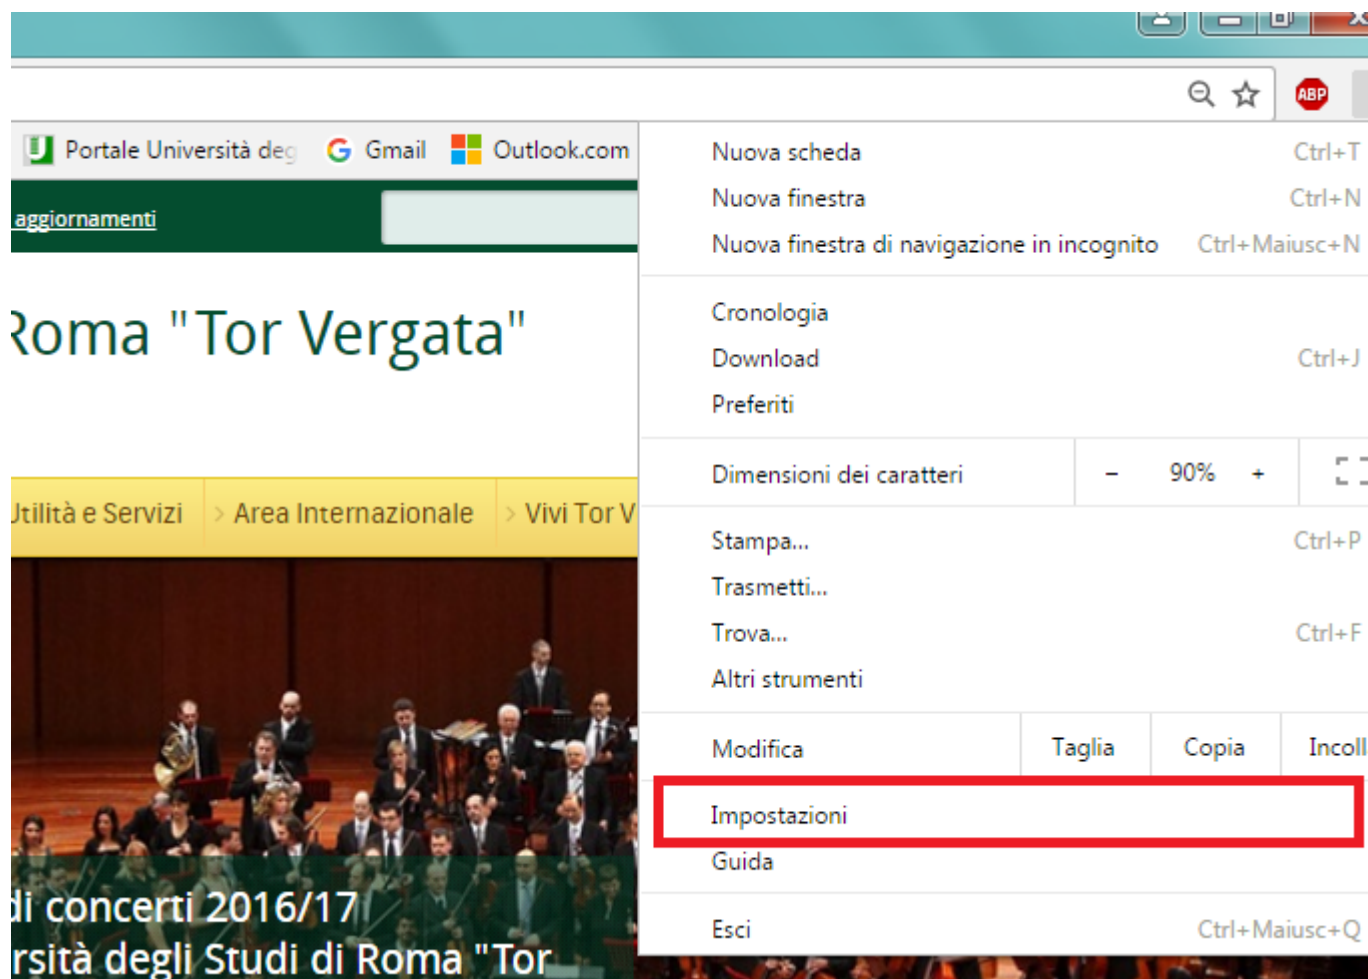 ABP
Portale Università deg
Gmail
Outlook.com
aggiornamenti
Roma "Tor Vergata"
Utilità e Servizi
Area Internazionale
Vivi Tor V
di concerti 2016/17
rsità degli Studi di Roma "Tor
Nuova scheda Ctrl+T
Nuova finestra Ctrl+N
Nuova finestra di navigazione in incognito Ctrl+Maiusc+N
Cronologia
Download Ctrl+J
Preferiti
Dimensioni dei caratteri − 90% +
Stampa... Ctrl+P
Trasmetti...
Trova... Ctrl+F
Altri strumenti
Modifica Taglia Copia Incoll
Impostazioni
Guida
Esci Ctrl+Maiusc+Q